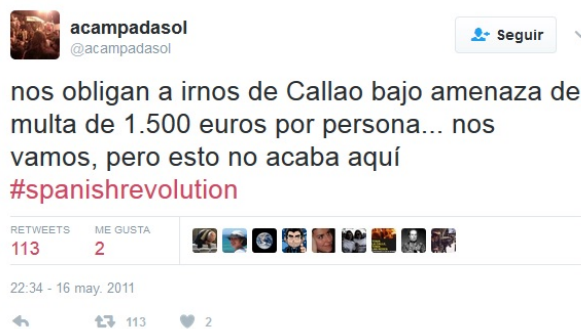 acampadasol
@acampadasol
Seguir
nos obligan a irnos de Callao bajo amenaza de
multa de 1.500 euros por persona... nos
vamos, pero esto no acaba aquí
#spanishrevolution
RETWEETS ME GUSTA
113 2
22:34 - 16 may. 2011
113 2